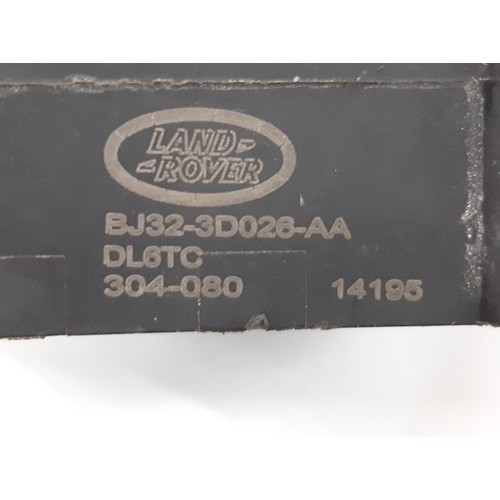 LAND-
-ROVER
BJ32-3D026-AA
DL6TC
304-080 14195